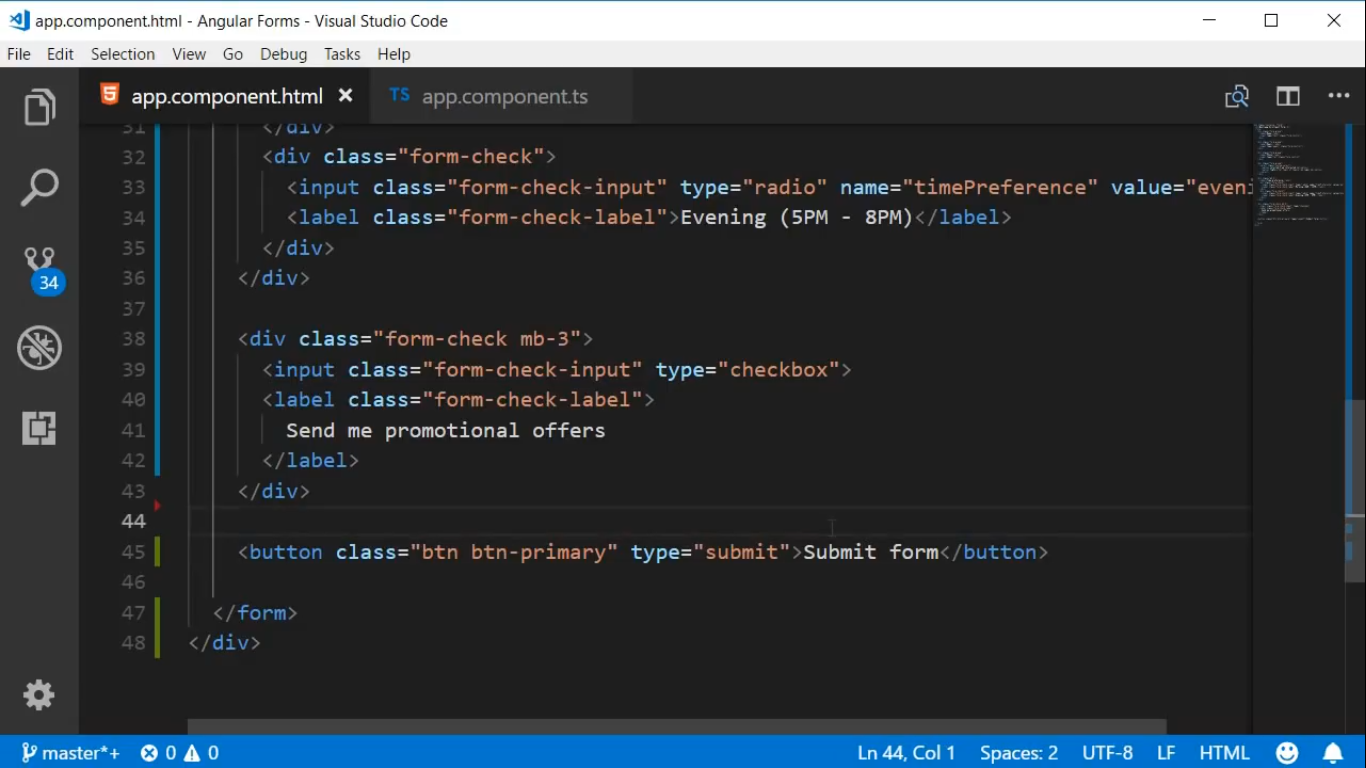 app.component.html - Angular Forms - Visual Studio Code
File Edit Selection View Go Debug Tasks Help
app.component.html
TS app.component.ts
31 </div>
32 <div class="form-check">
33 <input class="form-check-input" type="radio" name="timePreference" value="eveni
34 <label class="form-check-label">Evening (5PM - 8PM)</label>
35 </div>
36 </div>
37
38 <div class="form-check mb-3">
39 <input class="form-check-input" type="checkbox">
40 <label class="form-check-label">
41 Send me promotional offers
42 </label>
43 </div>
44
45 <button class="btn btn-primary" type="submit">Submit form</button>
46
47 </form>
48 </div>
34
master*+ 0 0 Ln 44, Col 1 Spaces: 2 UTF-8 LF HTML